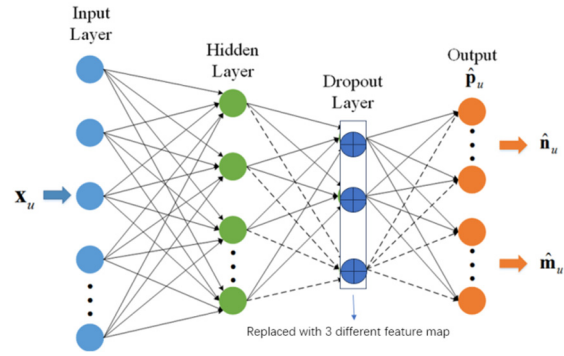 Input
Layer
Hidden
Layer
Dropout
Layer
Output
p̂ᵤ
xᵤ
n̂ᵤ
m̂ᵤ
Replaced with 3 different feature map